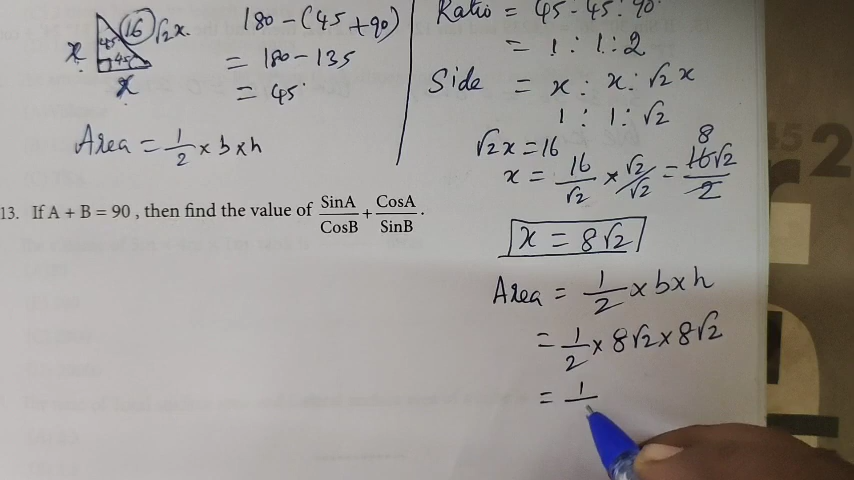 16 √2x.
x 45 45
x
180 - (45 + 90)
= 180 - 135
= 45°
Area = 1/2 × b × h
Ratio = 45 : 45 : 90
= 1 : 1 : 2
Side = x : x : √2 x
1 : 1 : √2
√2x = 16
x = 16/√2 × √2/√2 = 16√2/2 8
x = 8√2
Area = 1/2 × b × h
= 1/2 × 8√2 × 8√2
= 1
13. If A + B = 90 , then find the value of SinA/CosB + CosA/SinB .
2